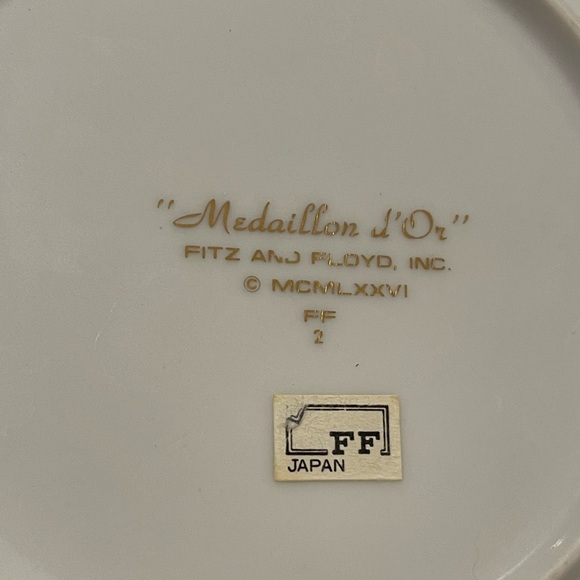 "Medaillon d'Or"
FITZ AND FLOYD, INC.
© MCMLXXVI
FF
2
FF
JAPAN